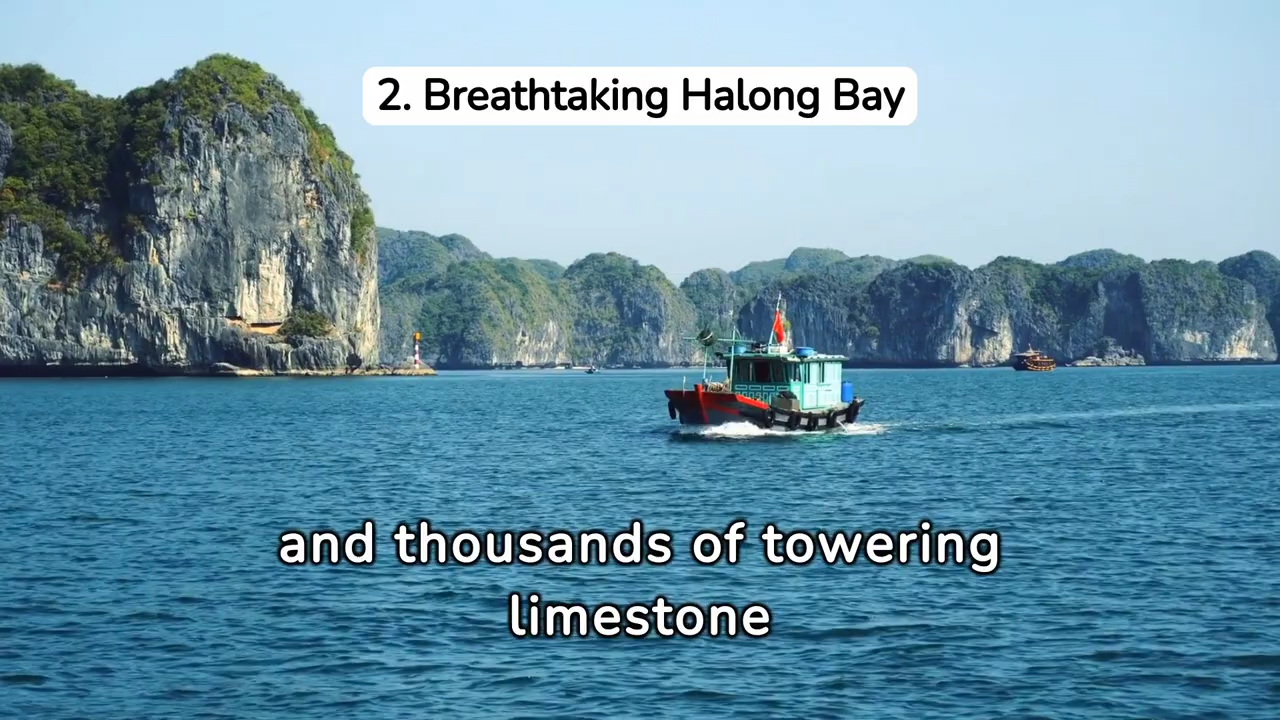 2. Breathtaking Halong Bay
and thousands of towering
limestone